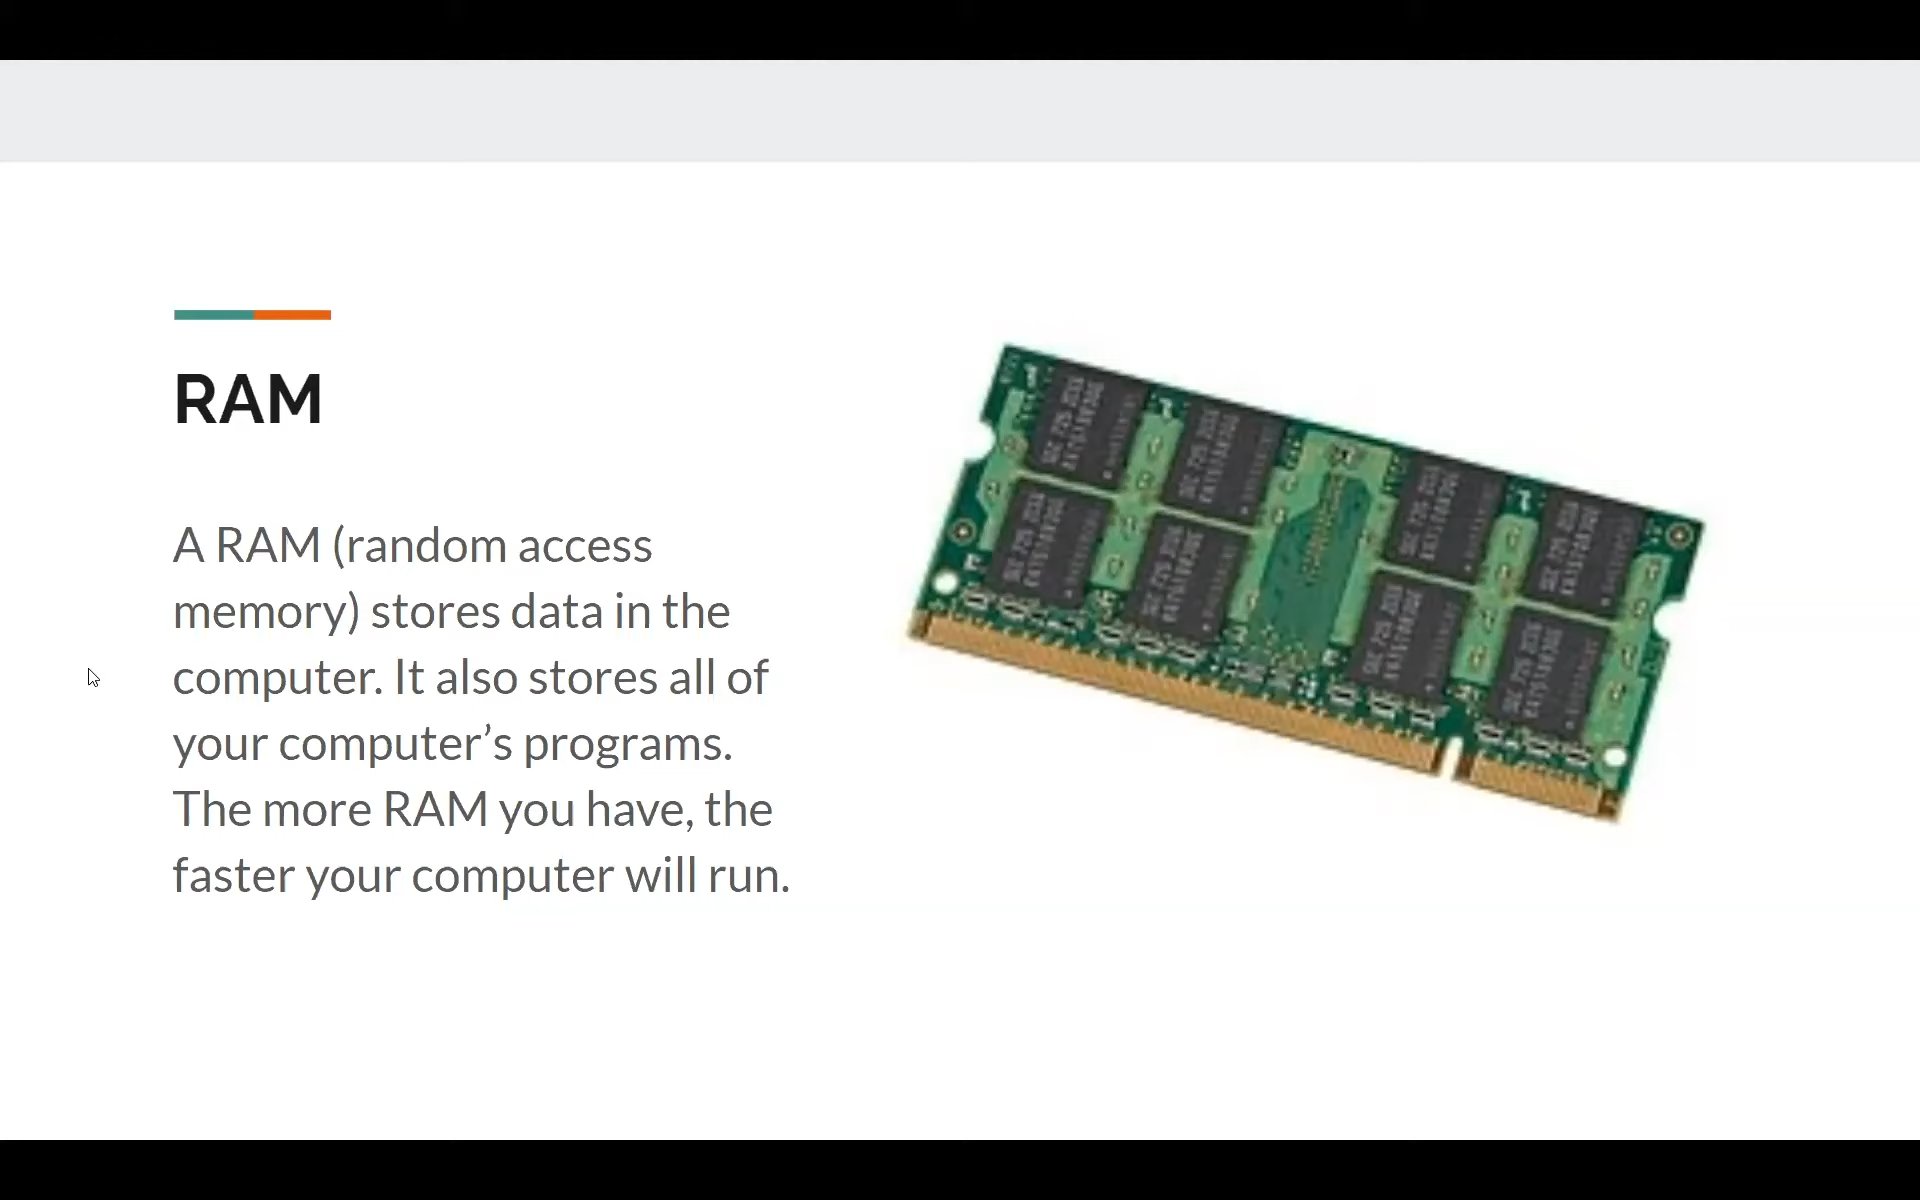 RAM
A RAM (random access
memory) stores data in the
computer. It also stores all of
your computer’s programs.
The more RAM you have, the
faster your computer will run.